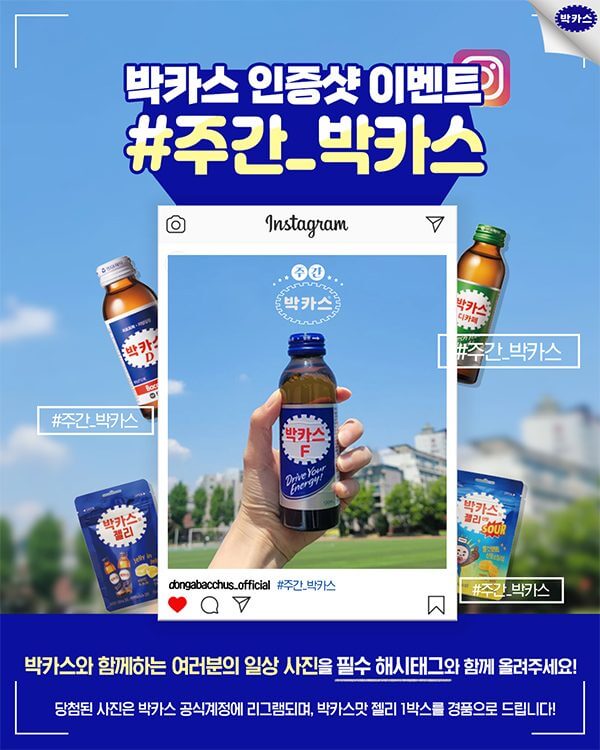 박카스
박카스 인증샷 이벤트
#주간_박카스
Instagram
주간
박카스
박카스
D
박카스
디카페
#주간_박카스
#주간_박카스
박카스
F
Drive Your
Energy!
박카스
젤리
Jelly in
박카스
젤리
SOUR
#주간_박카스
dongabacchus_official #주간_박카스
박카스와 함께하는 여러분의 일상 사진을 필수 해시태그와 함께 올려주세요!
당첨된 사진은 박카스 공식계정에 리그램되며, 박카스맛 젤리 1박스를 경품으로 드립니다!